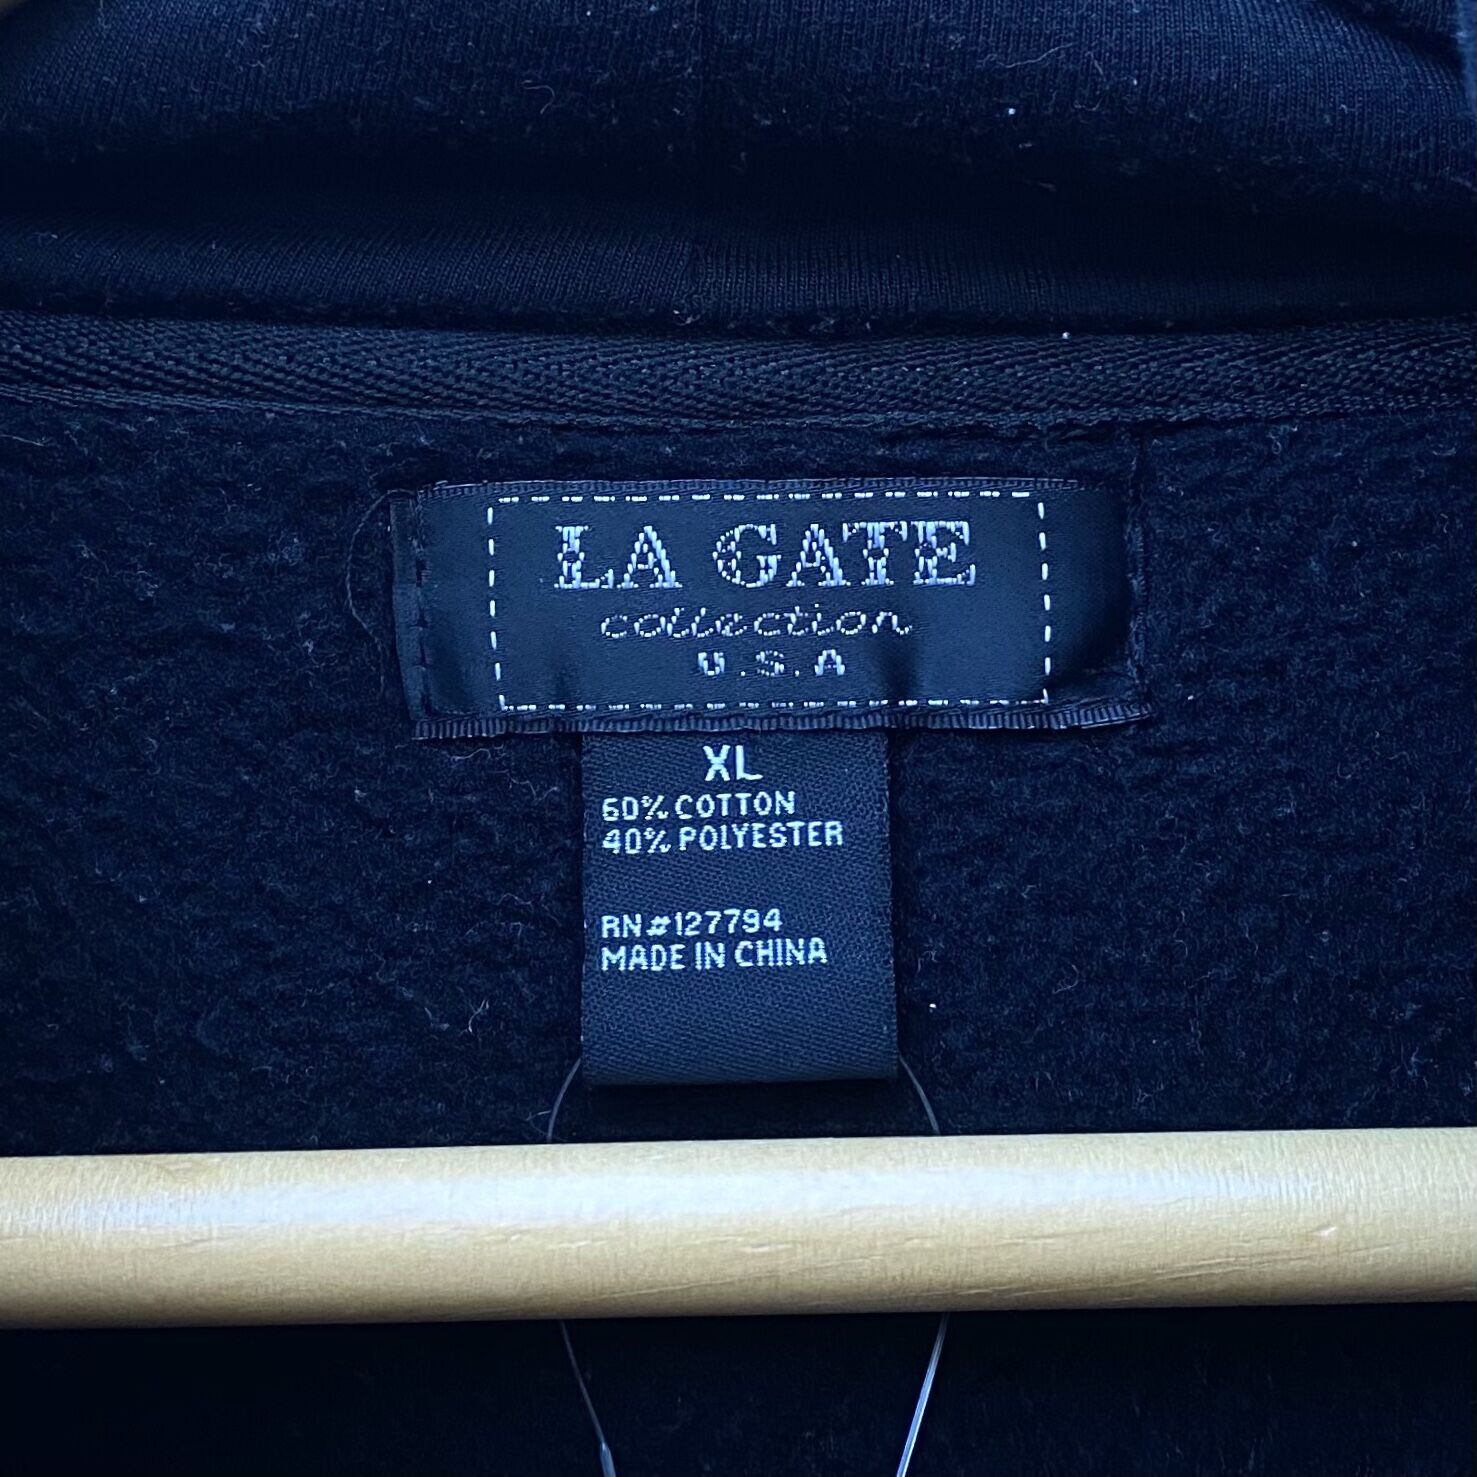 LA GATE
collection
U.S.A
XL
60% COTTON
40% POLYESTER
RN#127794
MADE IN CHINA